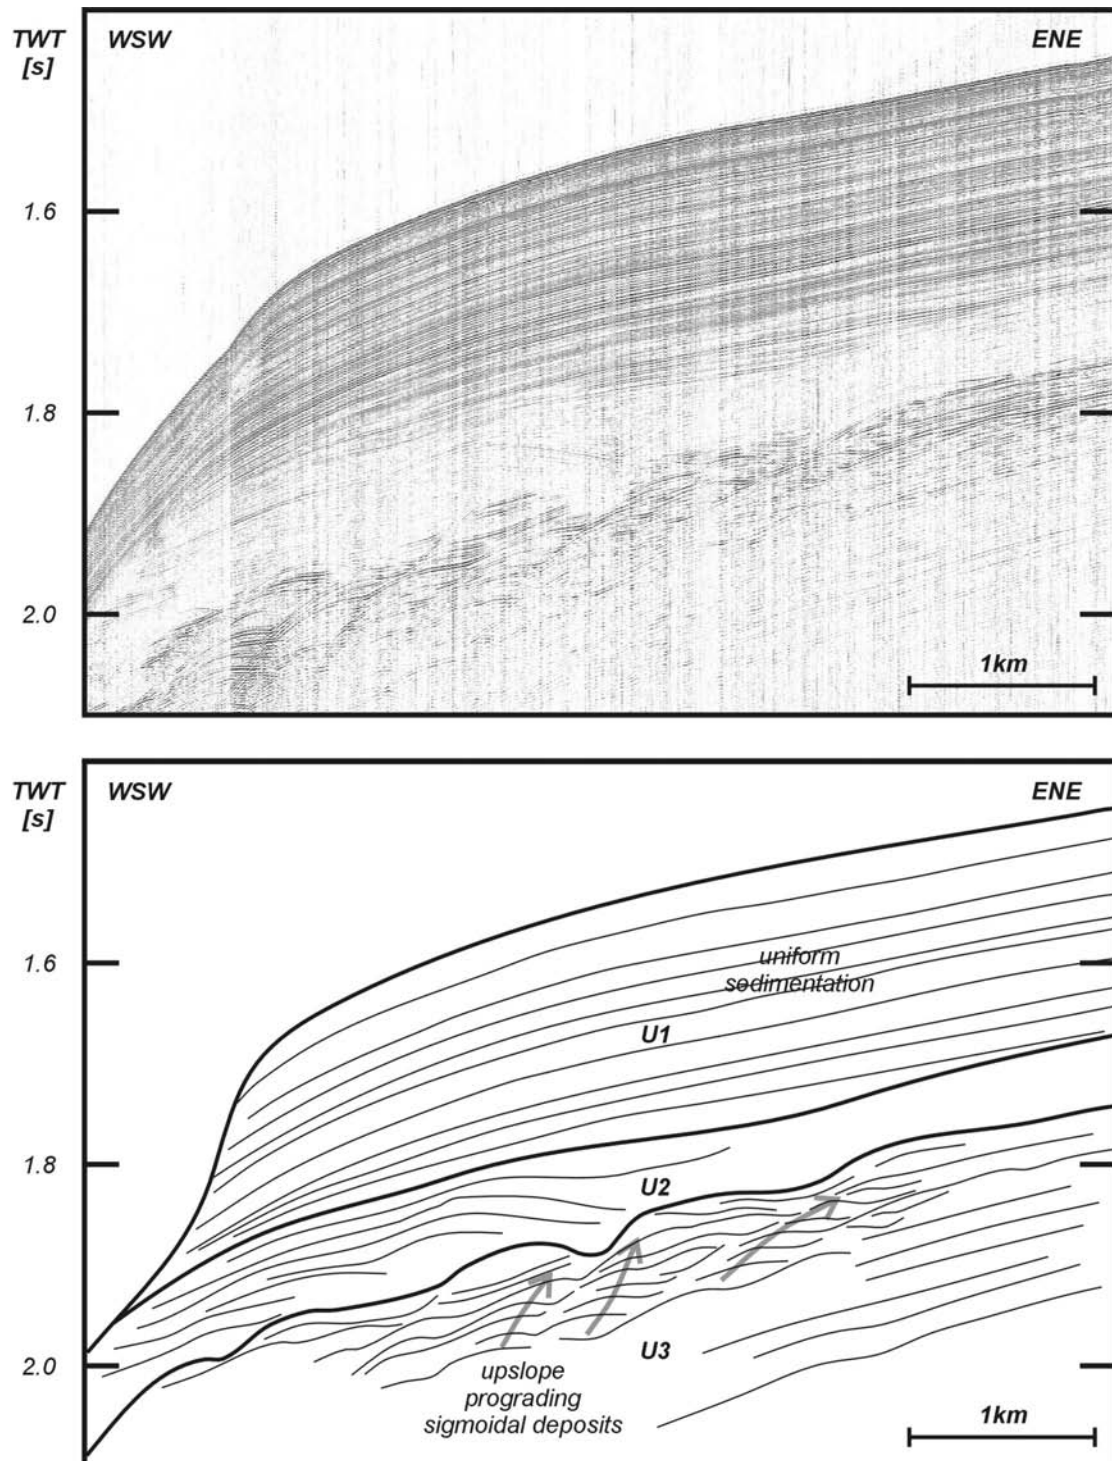 TWT WSW ENE
[s]
1.6
1.8
2.0
1km
TWT WSW ENE
[s]
1.6
uniform
sedimentation
U1
1.8
U2
2.0
U3
upslope
prograding
sigmoidal deposits
1km